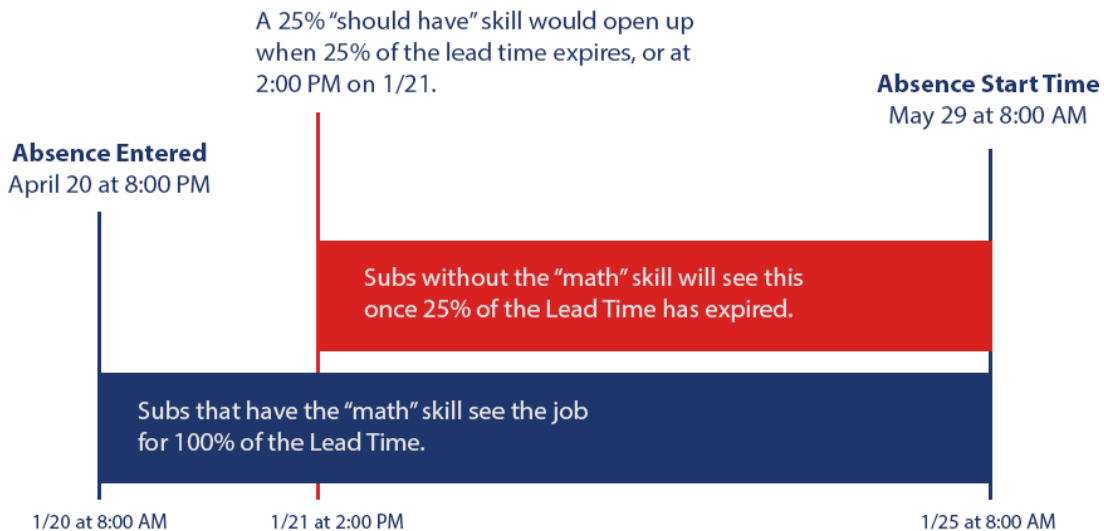 A 25% “should have” skill would open up
when 25% of the lead time expires, or at
2:00 PM on 1/21.
Absence Start Time
May 29 at 8:00 AM
Absence Entered
April 20 at 8:00 PM
Subs without the “math” skill will see this
once 25% of the Lead Time has expired.
Subs that have the “math” skill see the job
for 100% of the Lead Time.
1/20 at 8:00 AM
1/21 at 2:00 PM
1/25 at 8:00 AM